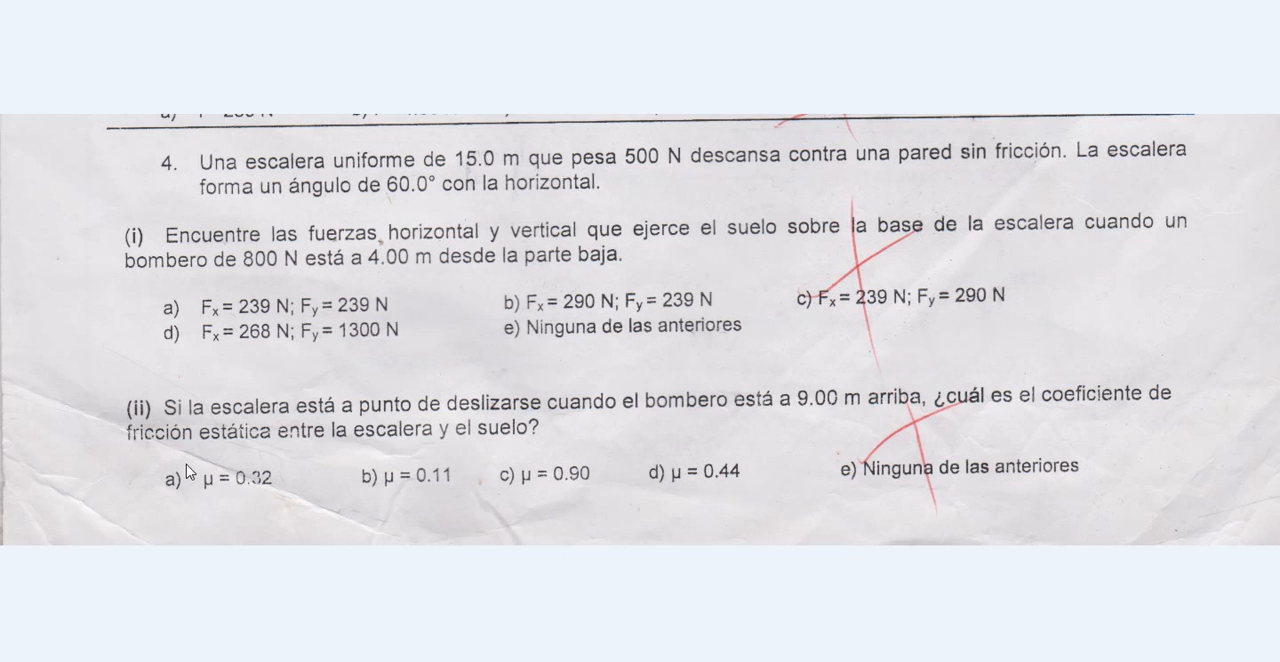 4. Una escalera uniforme de 15.0 m que pesa 500 N descansa contra una pared sin fricción. La escalera
forma un ángulo de 60.0° con la horizontal.
(i) Encuentre las fuerzas horizontal y vertical que ejerce el suelo sobre la base de la escalera cuando un
bombero de 800 N está a 4.00 m desde la parte baja.
a) Fx = 239 N; Fy = 239 N b) Fx = 290 N; Fy = 239 N c) Fx = 239 N; Fy = 290 N
d) Fx = 268 N; Fy = 1300 N e) Ninguna de las anteriores
(ii) Si la escalera está a punto de deslizarse cuando el bombero está a 9.00 m arriba, ¿cuál es el coeficiente de
fricción estática entre la escalera y el suelo?
a) μ = 0.32 b) μ = 0.11 c) μ = 0.90 d) μ = 0.44 e) Ninguna de las anteriores